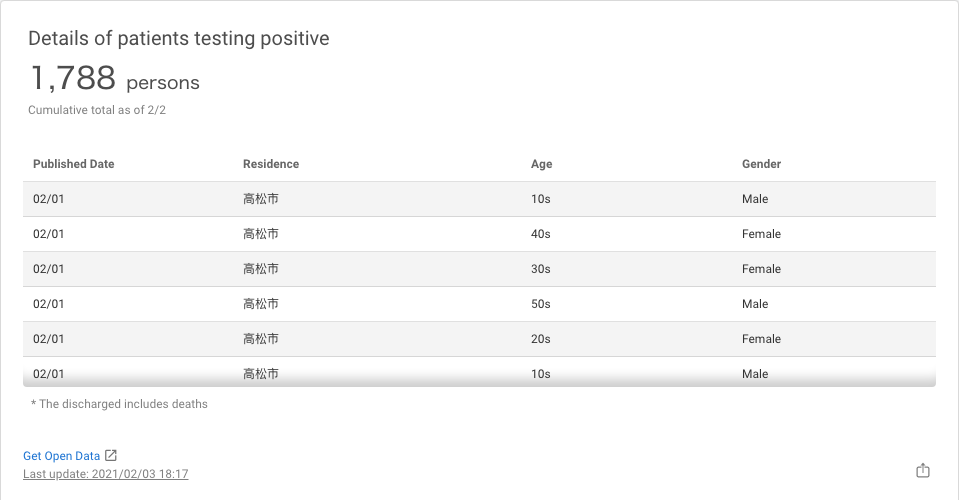 Details of patients testing positive
1,788 persons
Cumulative total as of 2/2
Published Date Residence Age Gender
02/01 高松市 10s Male
02/01 高松市 40s Female
02/01 高松市 30s Female
02/01 高松市 50s Male
02/01 高松市 20s Female
02/01 高松市 10s Male
* The discharged includes deaths
Get Open Data
Last update: 2021/02/03 18:17